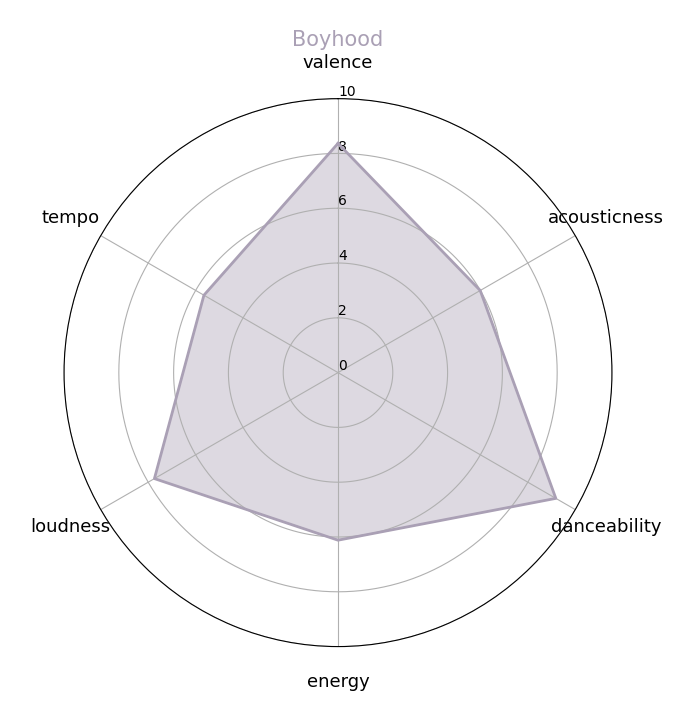 Boyhood
valence
10
8
6
tempo
acousticness
4
2
0
loudness
danceability
energy